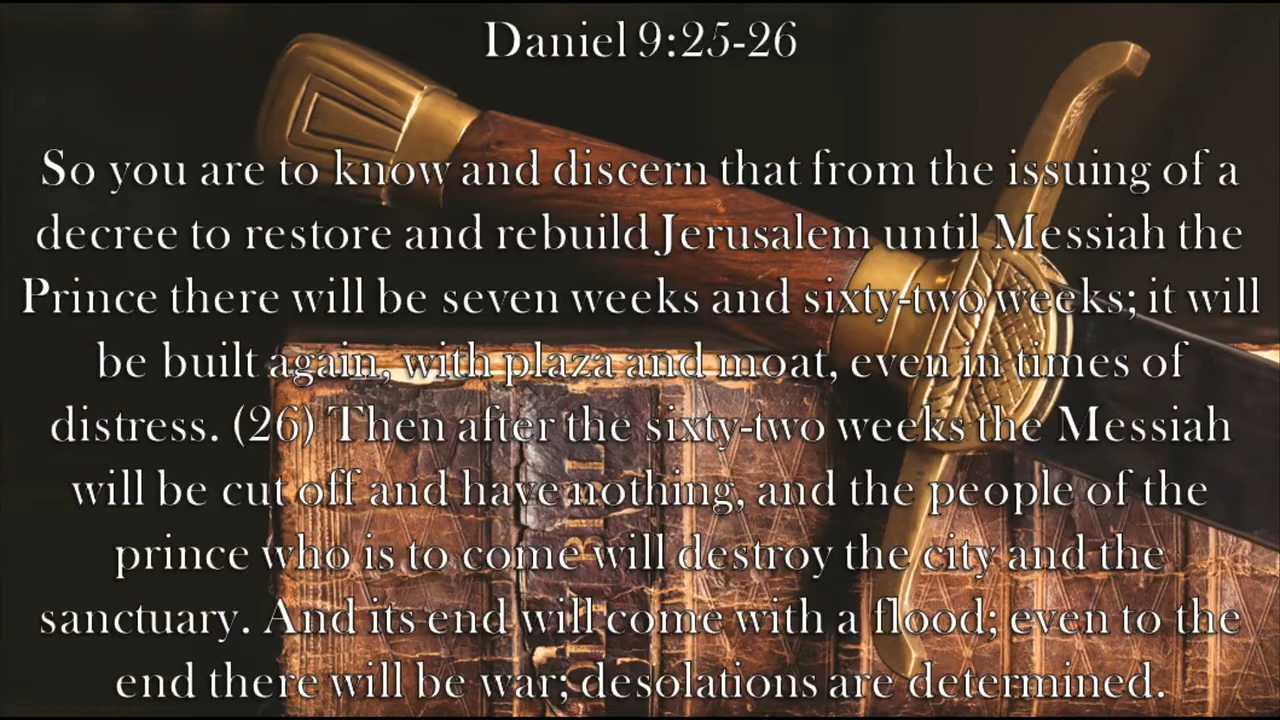 Daniel 9:25-26
So you are to know and discern that from the issuing of a
decree to restore and rebuild Jerusalem until Messiah the
Prince there will be seven weeks and sixty-two weeks; it will
be built again, with plaza and moat, even in times of
distress. (26) Then after the sixty-two weeks the Messiah
will be cut off and have nothing, and the people of the
prince who is to come will destroy the city and the
sanctuary. And its end will come with a flood; even to the
end there will be war; desolations are determined.